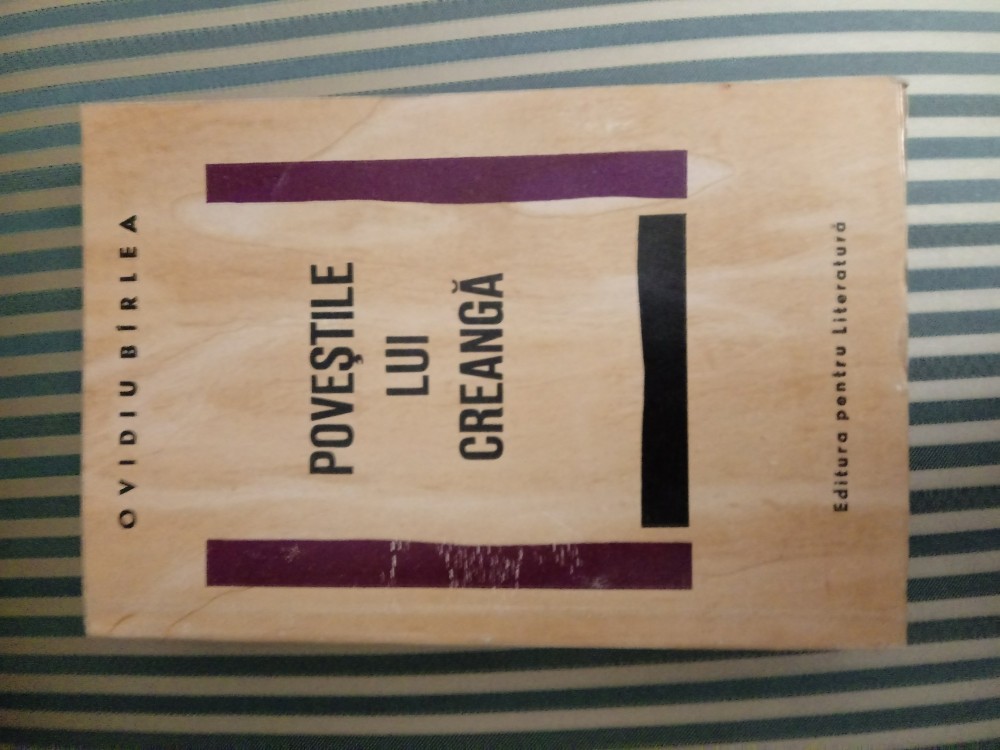 OVIDIU BÎRLEA
POVEŞTILE
LUI
CREANGĂ
Editura pentru Literatură